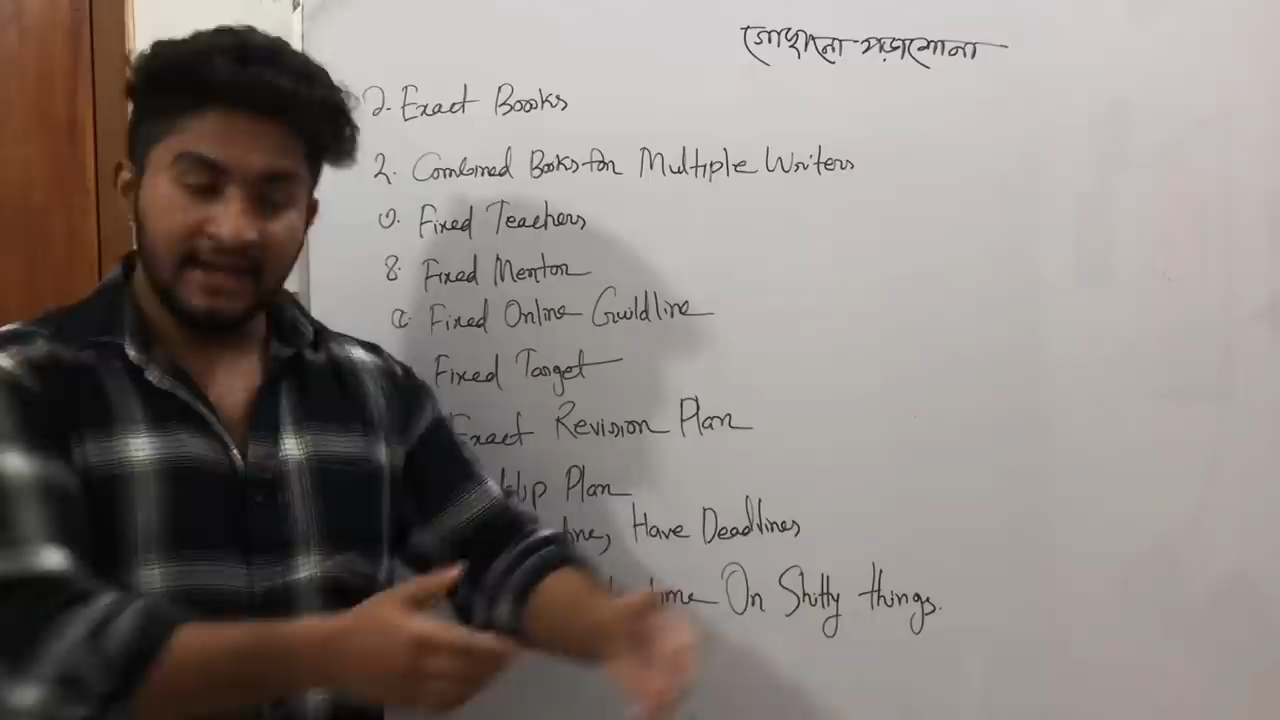 গোছানো পড়াশোনা
১. Exact Books
২. Combined Books for Multiple Writers
৩. Fixed Teachers
৪. Fixed Mentor
৫. Fixed Online Guildline
Fixed Target
Exact Revision Plan
Plan
Have Deadlines
time On Shitty things.